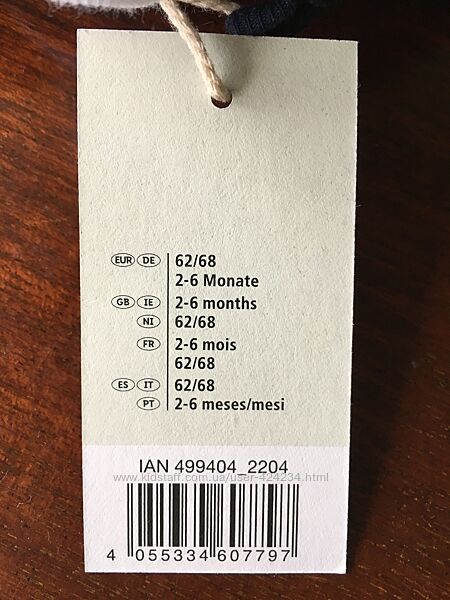 EUR DE 62/68
2-6 Monate
GB IE 2-6 months
NI 62/68
FR 2-6 mois
62/68
ES IT 62/68
PT 2-6 meses/mesi
IAN 499404_2204
www.kidstaff.com.ua/user-424234.html
4 055334 607797